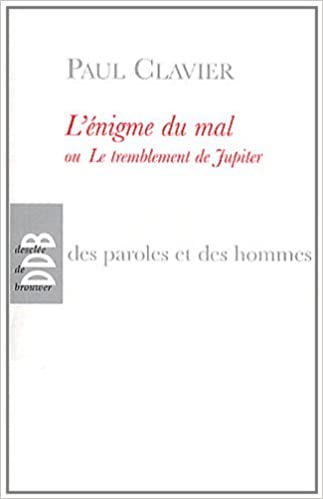 PAUL CLAVIER
L'énigme du mal
ou Le tremblement de Jupiter
desclée
de
brouwer
DDB
des paroles et des hommes